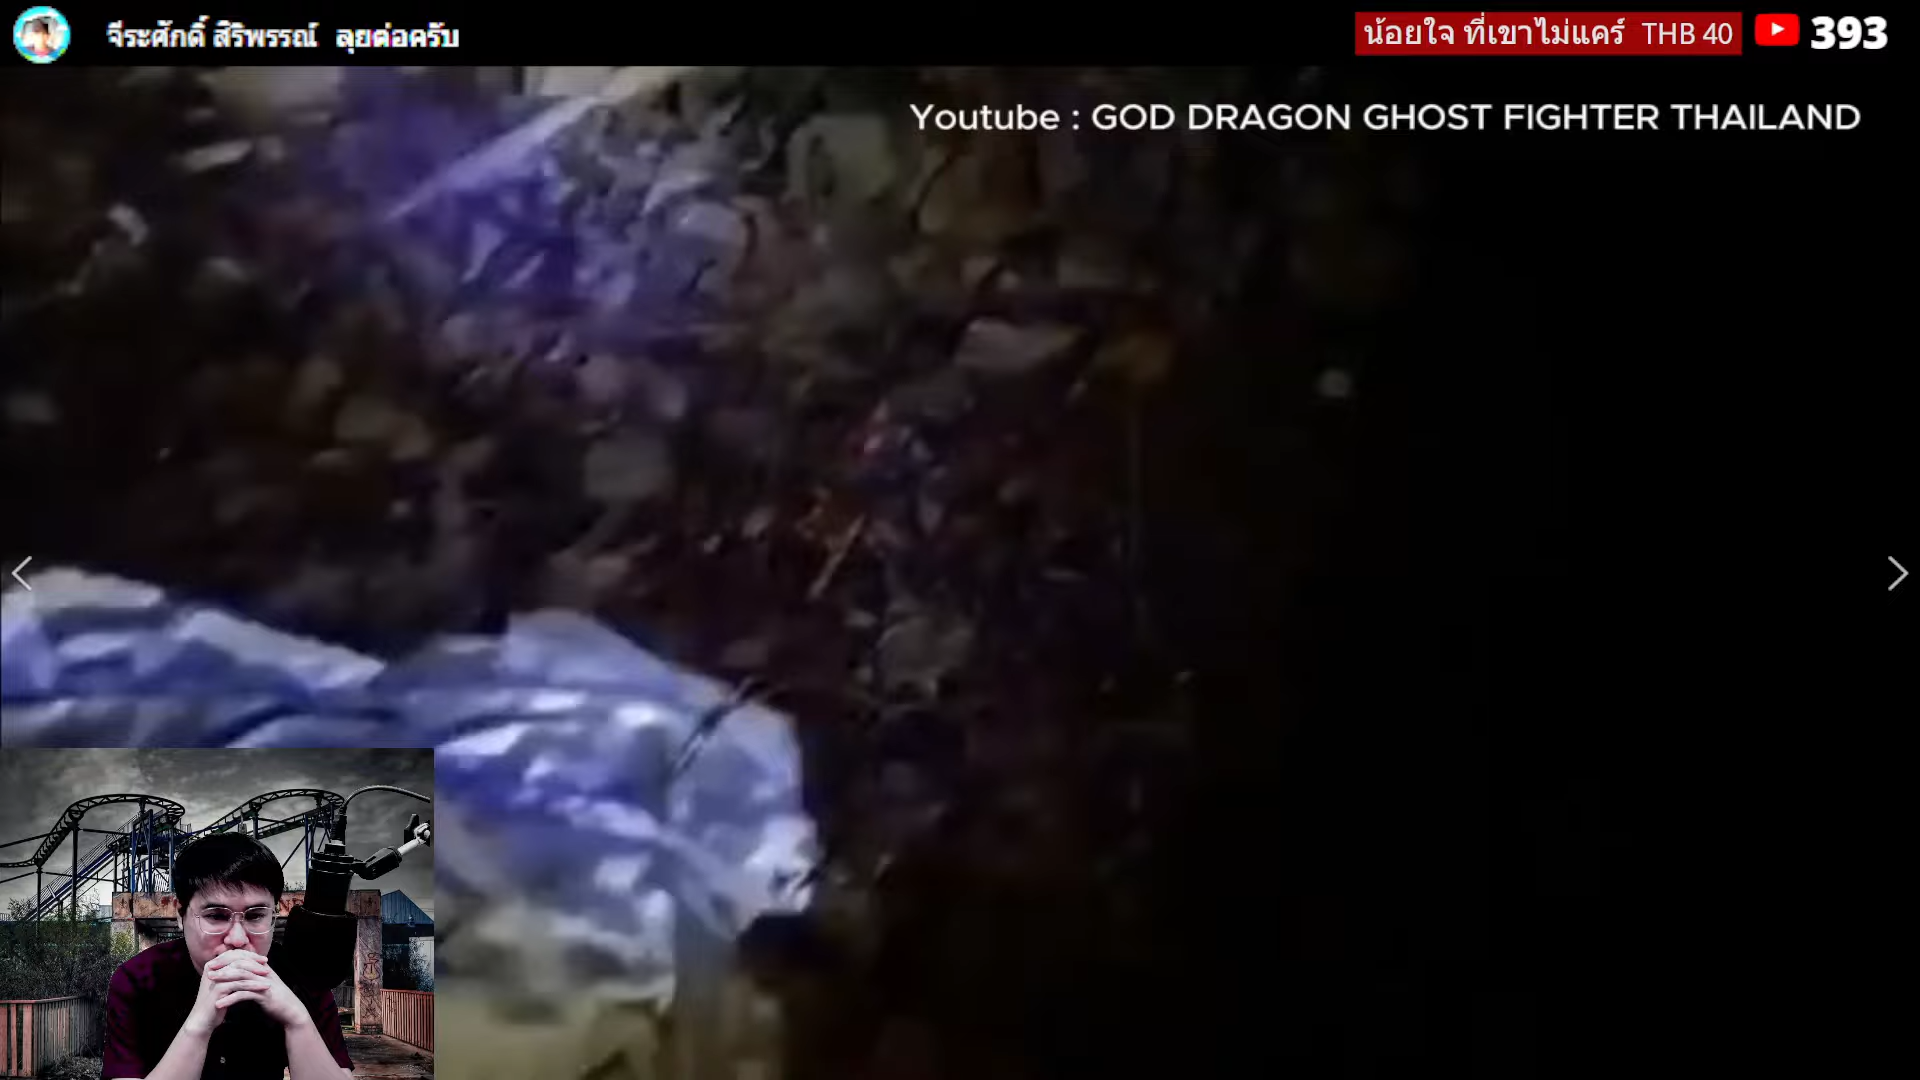 จีระศักดิ์ สิริพรรณ์ ลุยต่อครับ
น้อยใจ ที่เขาไม่แคร์ THB 40
393
Youtube : GOD DRAGON GHOST FIGHTER THAILAND